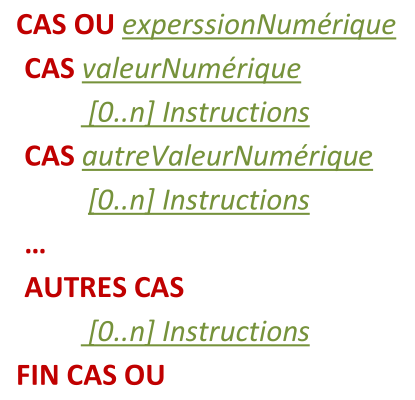 CAS OU experssionNumérique
CAS valeurNumérique
[0..n] Instructions
CAS autreValeurNumérique
[0..n] Instructions
...
AUTRES CAS
[0..n] Instructions
FIN CAS OU